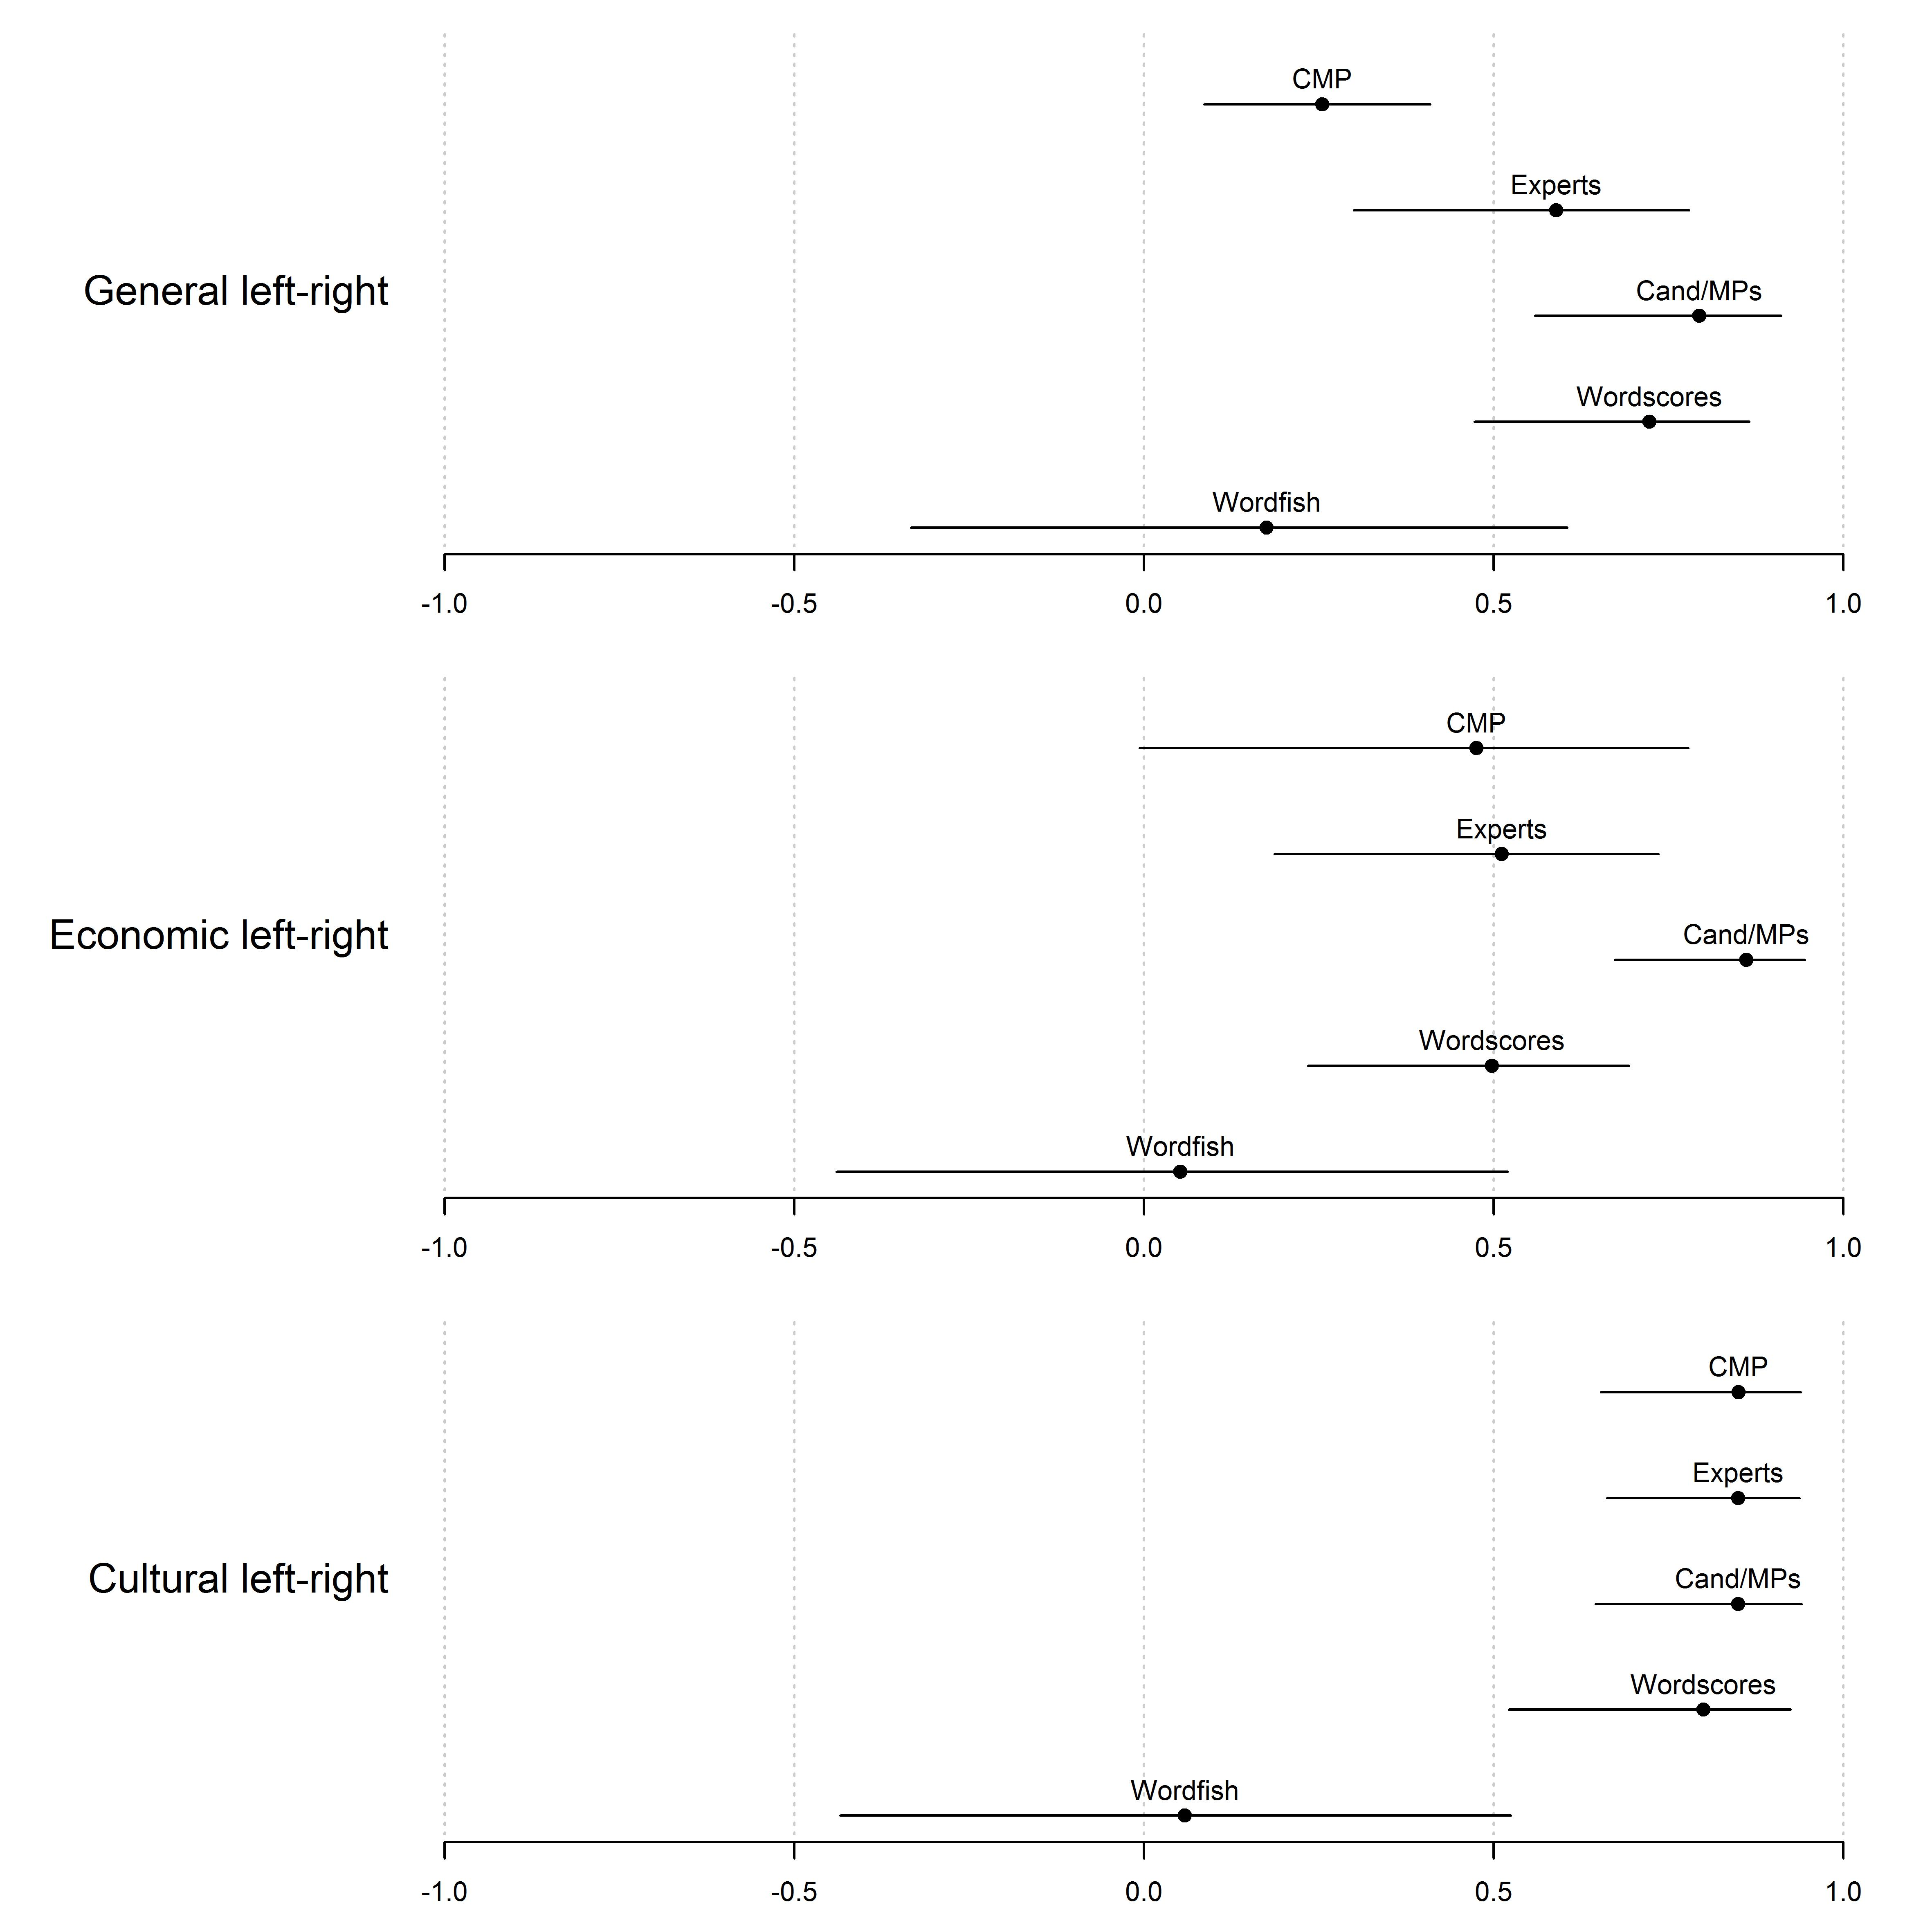 CMP
Experts
General left-right
Cand/MPs
Wordscores
Wordfish
-1.0 -0.5 0.0 0.5 1.0
CMP
Experts
Economic left-right
Cand/MPs
Wordscores
Wordfish
-1.0 -0.5 0.0 0.5 1.0
CMP
Experts
Cultural left-right
Cand/MPs
Wordscores
Wordfish
-1.0 -0.5 0.0 0.5 1.0